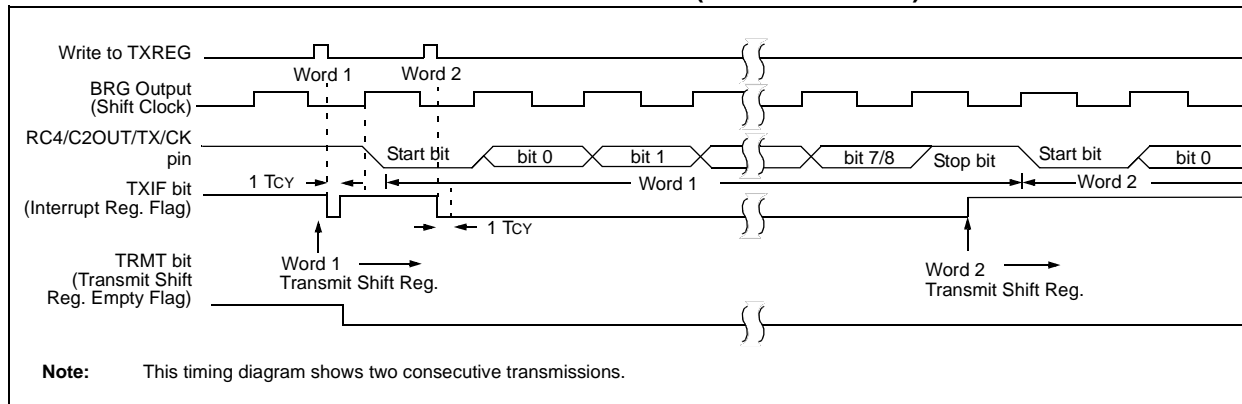 Write to TXREG
Word 1
Word 2
BRG Output
(Shift Clock)
RC4/C2OUT/TX/CK
pin
Start bit
bit 0
bit 1
bit 7/8
Stop bit
Start bit
bit 0
1 TCY
Word 1
Word 2
TXIF bit
(Interrupt Reg. Flag)
1 TCY
TRMT bit
(Transmit Shift
Reg. Empty Flag)
Word 1
Transmit Shift Reg.
Word 2
Transmit Shift Reg.
Note: This timing diagram shows two consecutive transmissions.